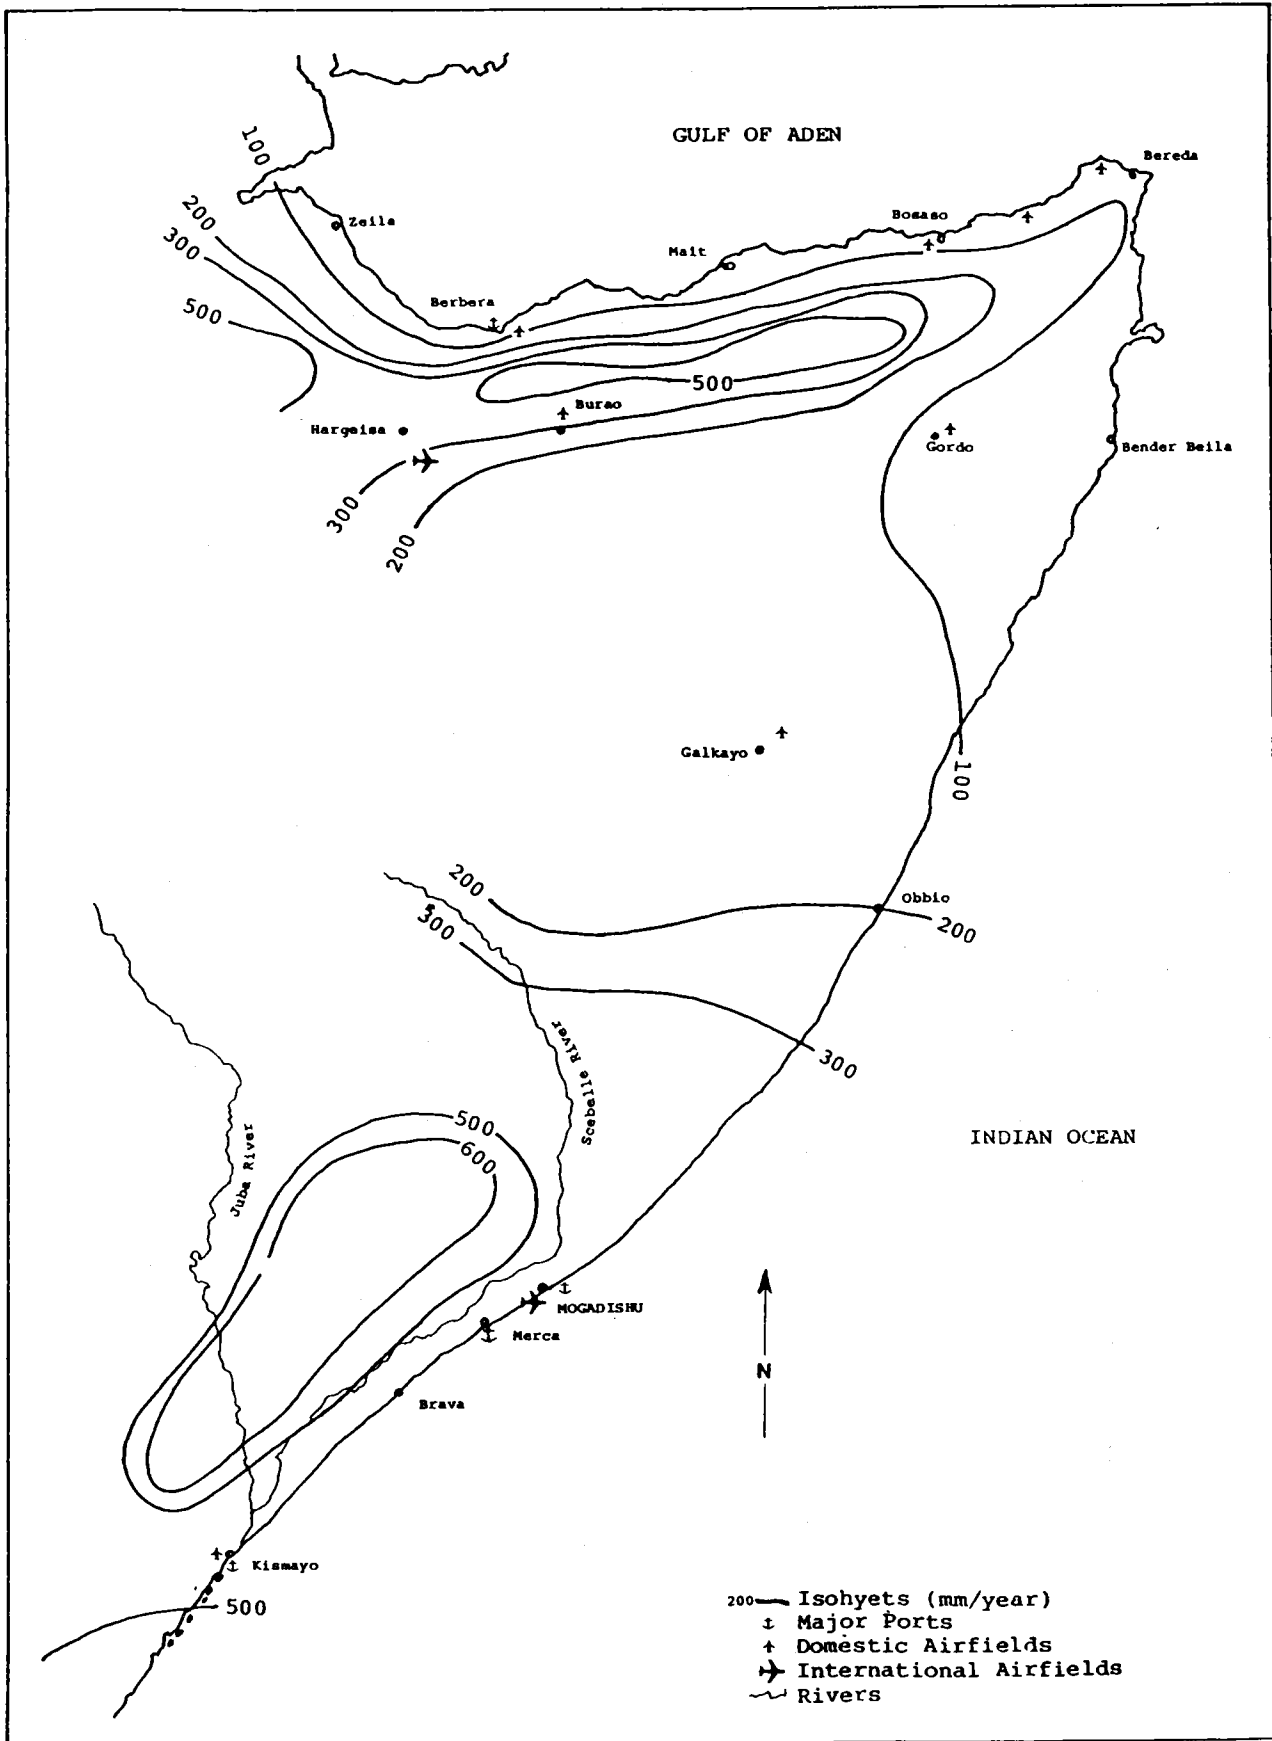 GULF OF ADEN
100
Bereda
200
Zeila
Bosaso
300
Mait
500
Berbera
500
Burao
Hargeisa
Gordo
Bender Beila
300
200
Galkayo
100
200
Obbio
300
200
Scebelle River
300
500
INDIAN OCEAN
600
Juba River
MOGADISHU
Merca
N
Brava
Kismayo
500
200 Isohyets (mm/year)
Major Ports
Domestic Airfields
International Airfields
Rivers